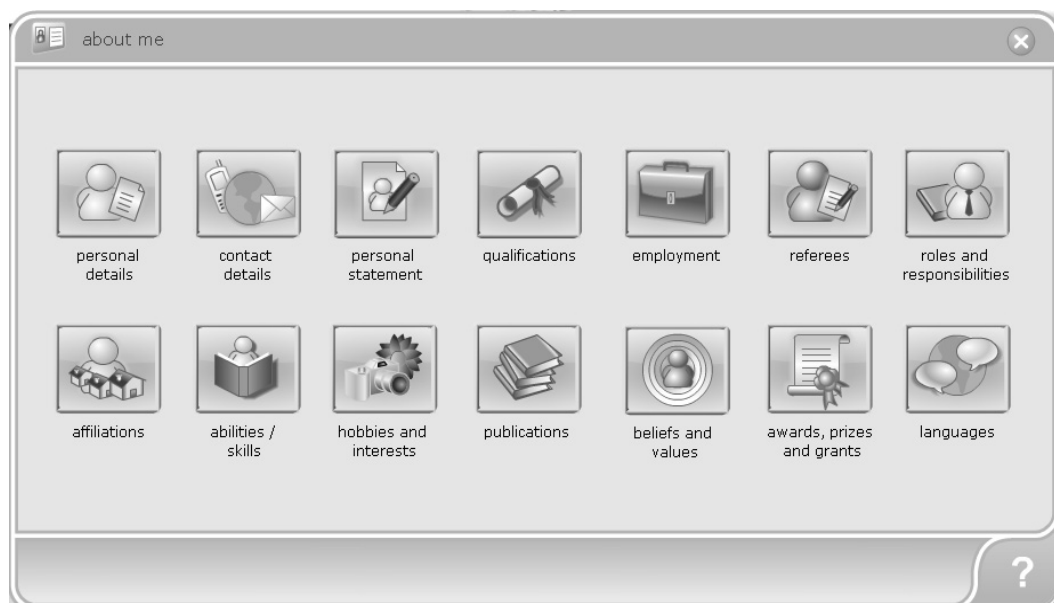 about me
personal
details
contact
details
personal
statement
qualifications
employment
referees
roles and
responsibilities
affiliations
abilities /
skills
hobbies and
interests
publications
beliefs and
values
awards, prizes
and grants
languages
?